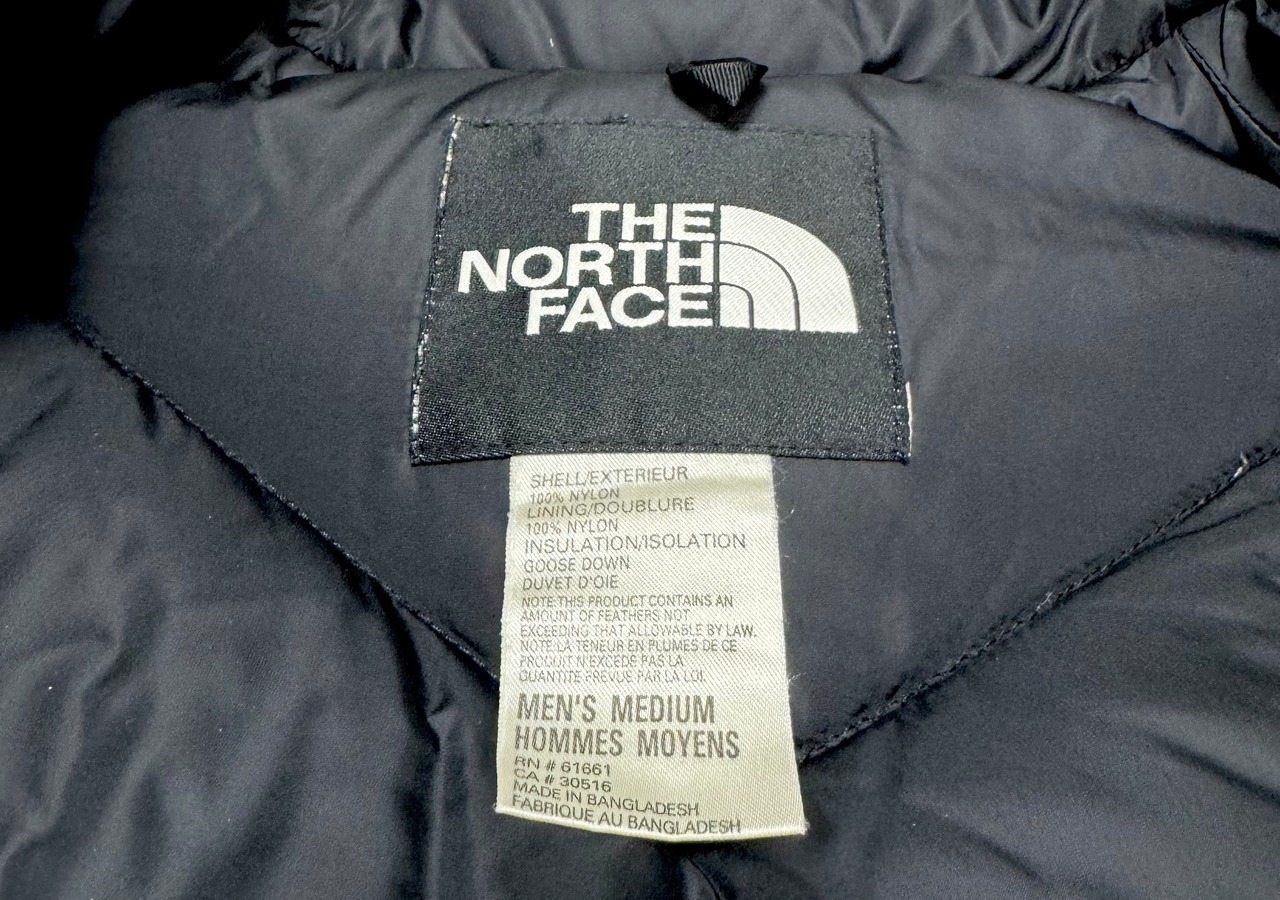 THE
NORTH
FACE
SHELL/EXTERIEUR
100% NYLON
LINING/DOUBLURE
100% NYLON
INSULATION/ISOLATION
GOOSE DOWN
DUVET D'OIE
NOTE:THIS PRODUCT CONTAINS AN
AMOUNT OF FEATHERS NOT
EXCEEDING THAT ALLOWABLE BY LAW.
NOTE:LA TENEUR EN PLUMES DE CE
PRODUIT N'EXCEDE PAS LA
QUANTITE PREVUE PAR LA LOI.
MEN'S MEDIUM
HOMMES MOYENS
RN # 61661
CA # 30516
MADE IN BANGLADESH
FABRIQUE AU BANGLADESH